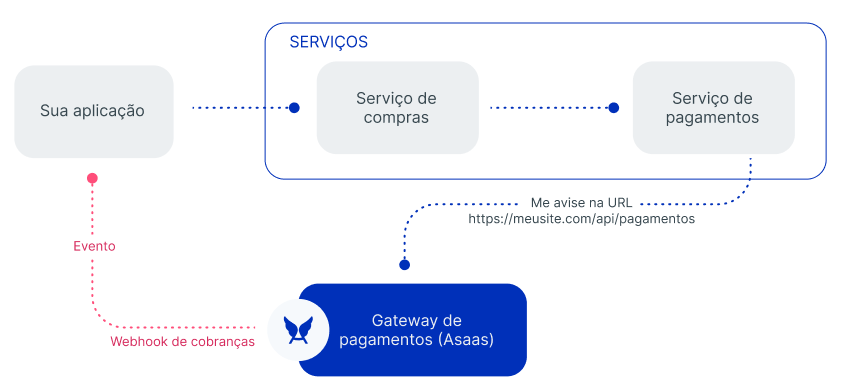 SERVIÇOS
Sua aplicação
Serviço de
compras
Serviço de
pagamentos
Me avise na URL
https://meusite.com/api/pagamentos
Evento
Webhook de cobranças
Gateway de
pagamentos (Asaas)